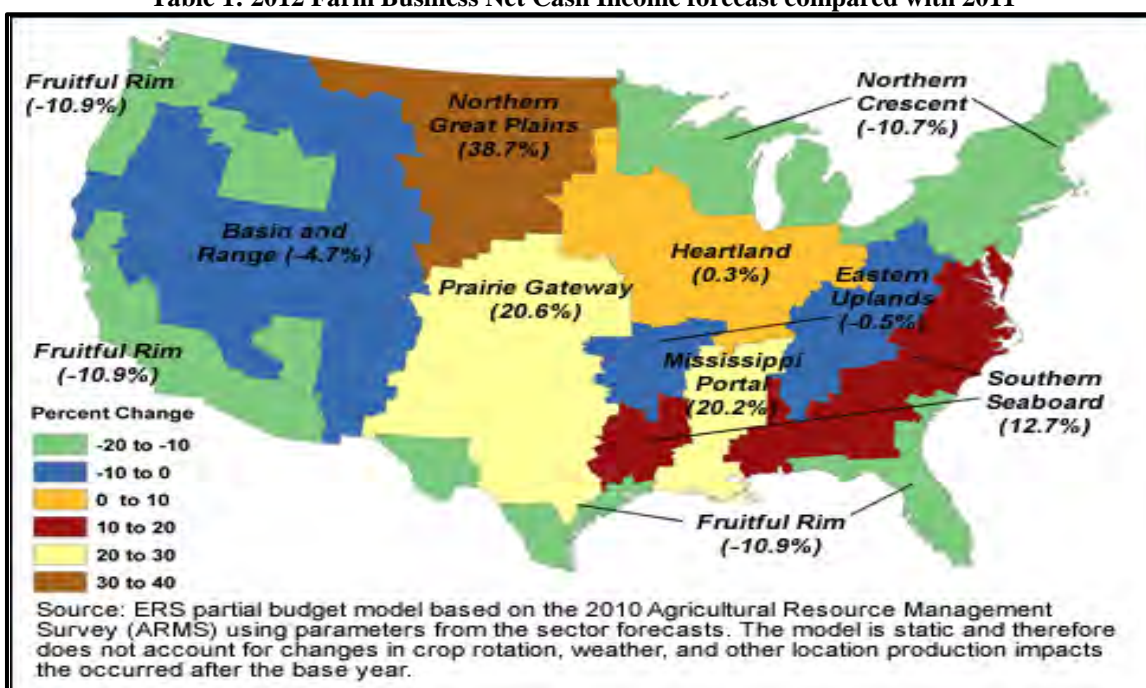 Table 1: 2012 Farm Business Net Cash Income forecast compared with 2011
Fruitful Rim
(-10.9%)
Northern
Great Plains
(38.7%)
Northern
Crescent
(-10.7%)
Basin and
Range (-4.7%)
Heartland
(0.3%)
Eastern
Uplands
(-0.5%)
Prairie Gateway
(20.6%)
Fruitful Rim
(-10.9%)
Mississippi
Portal
(20.2%)
Southern
Seaboard
(12.7%)
Fruitful Rim
(-10.9%)
Percent Change
-20 to -10
-10 to 0
0 to 10
10 to 20
20 to 30
30 to 40
Source: ERS partial budget model based on the 2010 Agricultural Resource Management
Survey (ARMS) using parameters from the sector forecasts. The model is static and therefore
does not account for changes in crop rotation, weather, and other location production impacts
the occurred after the base year.